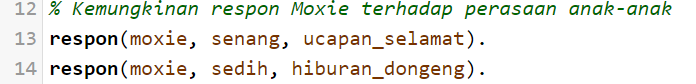 12 % Kemungkinan respon Moxie terhadap perasaan anak-anak
13 respon(moxie, senang, ucapan_selamat).
14 respon(moxie, sedih, hiburan_dongeng).